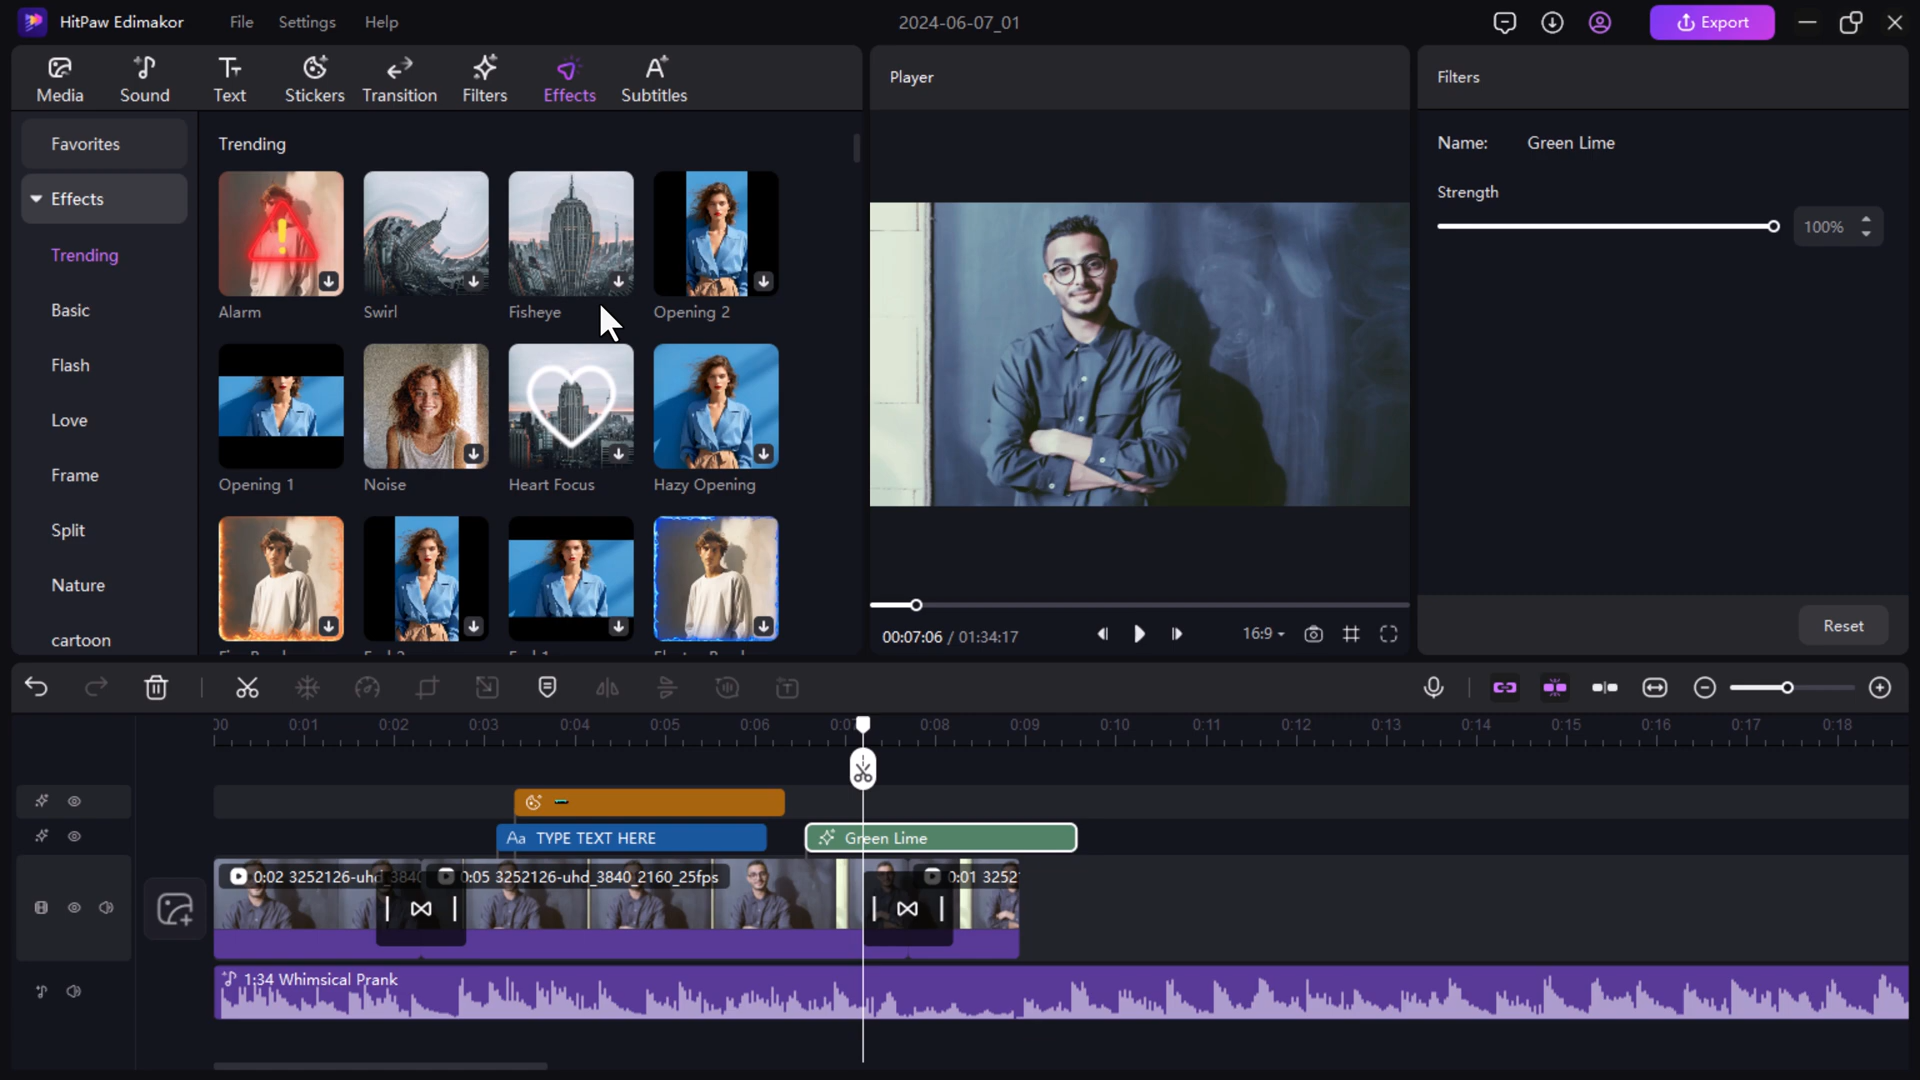 HitPaw Edimakor
File
Settings
Help
2024-06-07_01
Export
Media
Sound
Text
Stickers
Transition
Filters
Effects
Subtitles
Favorites
Effects
Trending
Basic
Flash
Love
Frame
Split
Nature
cartoon
Trending
Alarm
Swirl
Fisheye
Opening 2
Opening 1
Noise
Heart Focus
Hazy Opening
Player
00:07:06 / 01:34:17
16:9
Filters
Name: Green Lime
Strength
100%
Reset
00 0:01 0:02 0:03 0:04 0:05 0:06 0:07 0:08 0:09 0:10 0:11 0:12 0:13 0:14 0:15 0:16 0:17 0:18
Aa TYPE TEXT HERE
Green Lime
0:02 3252126-uhd_3840
0:05 3252126-uhd_3840_2160_25fps
0:01 3252
1:34 Whimsical Prank